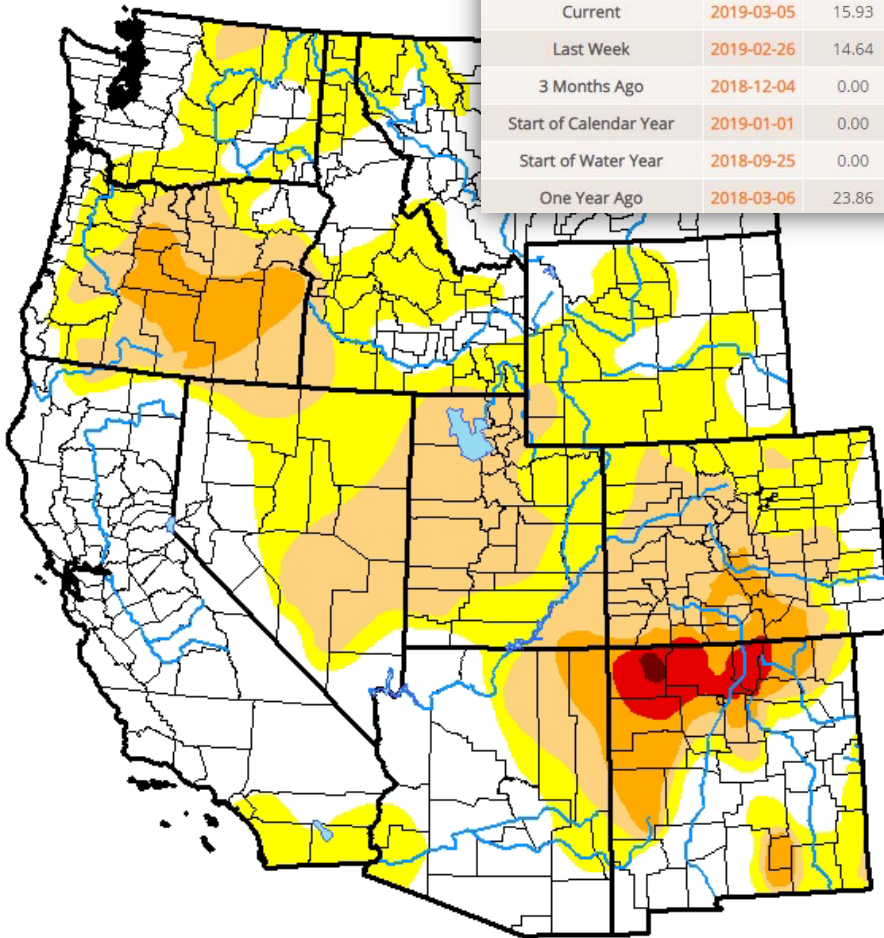 Current 2019-03-05 15.93
Last Week 2019-02-26 14.64
3 Months Ago 2018-12-04 0.00
Start of Calendar Year 2019-01-01 0.00
Start of Water Year 2018-09-25 0.00
One Year Ago 2018-03-06 23.86